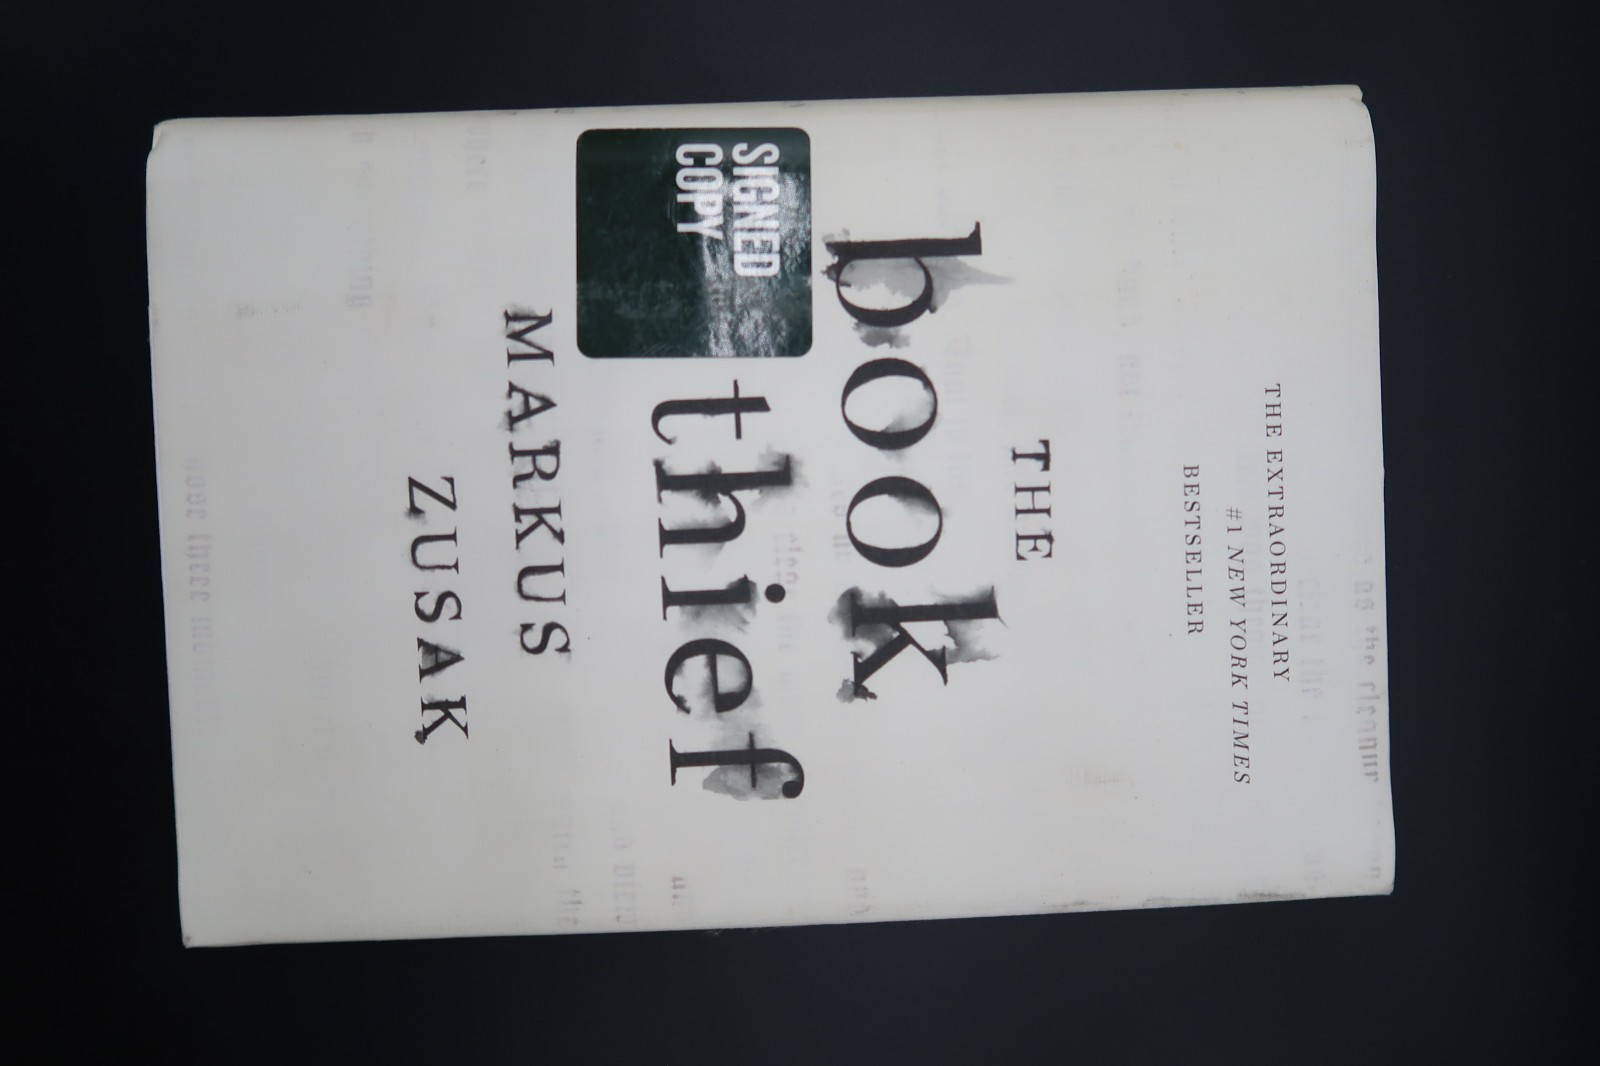 THE EXTRAORDINARY
#1 NEW YORK TIMES
BESTSELLER
THE
book
thief
SIGNED
COPY
MARKUS
ZUSAK